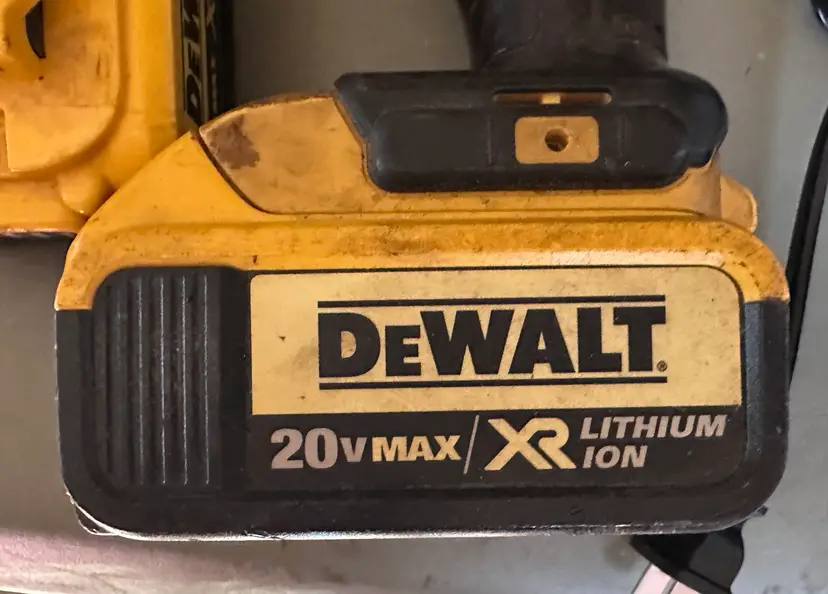 DEWALT®
20V MAX / XR LITHIUM
ION